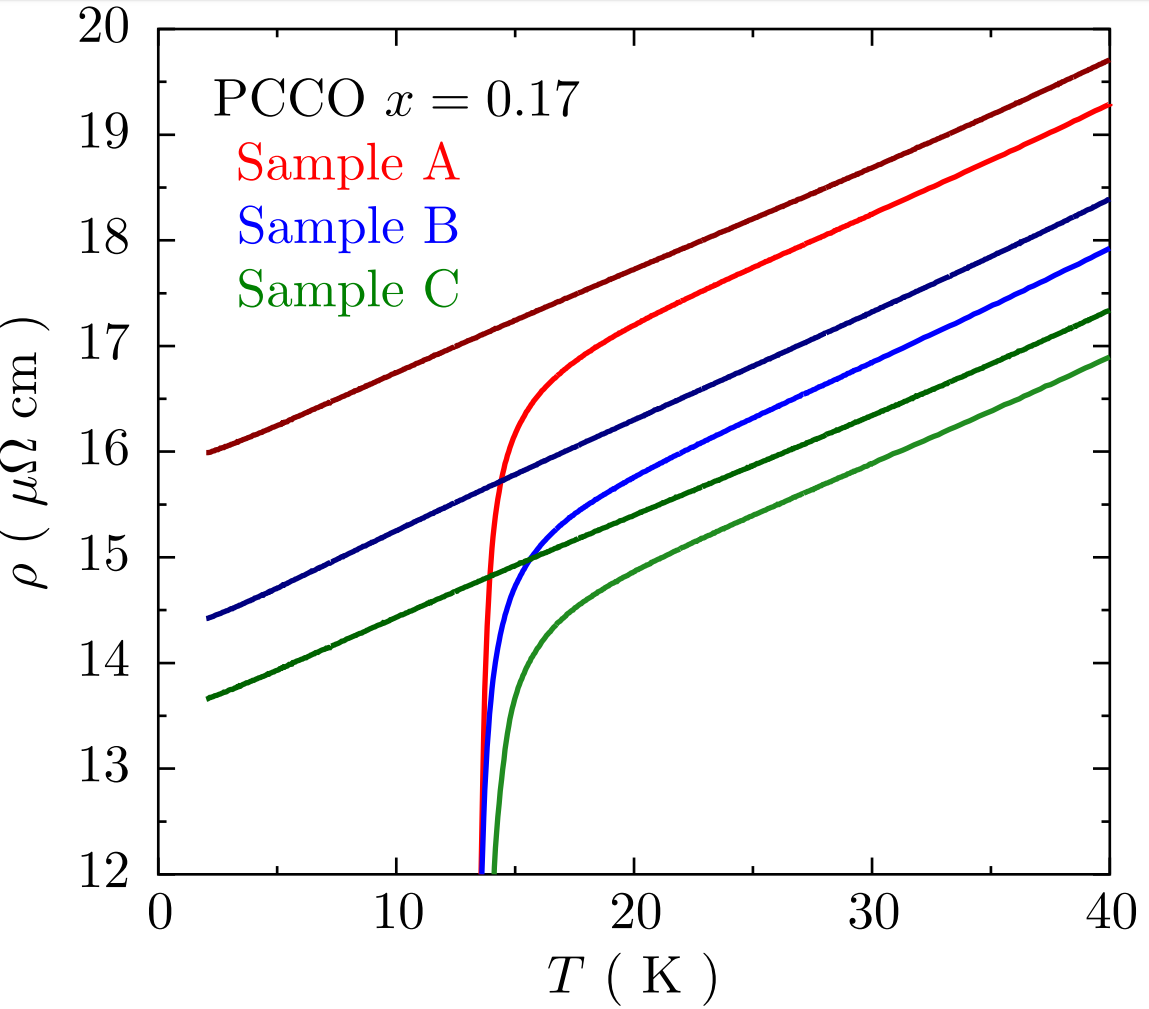 20
19
18
17
16
15
14
13
12
PCCO x = 0.17
Sample A
Sample B
Sample C
ρ ( μΩ cm )
0 10 20 30 40
T ( K )